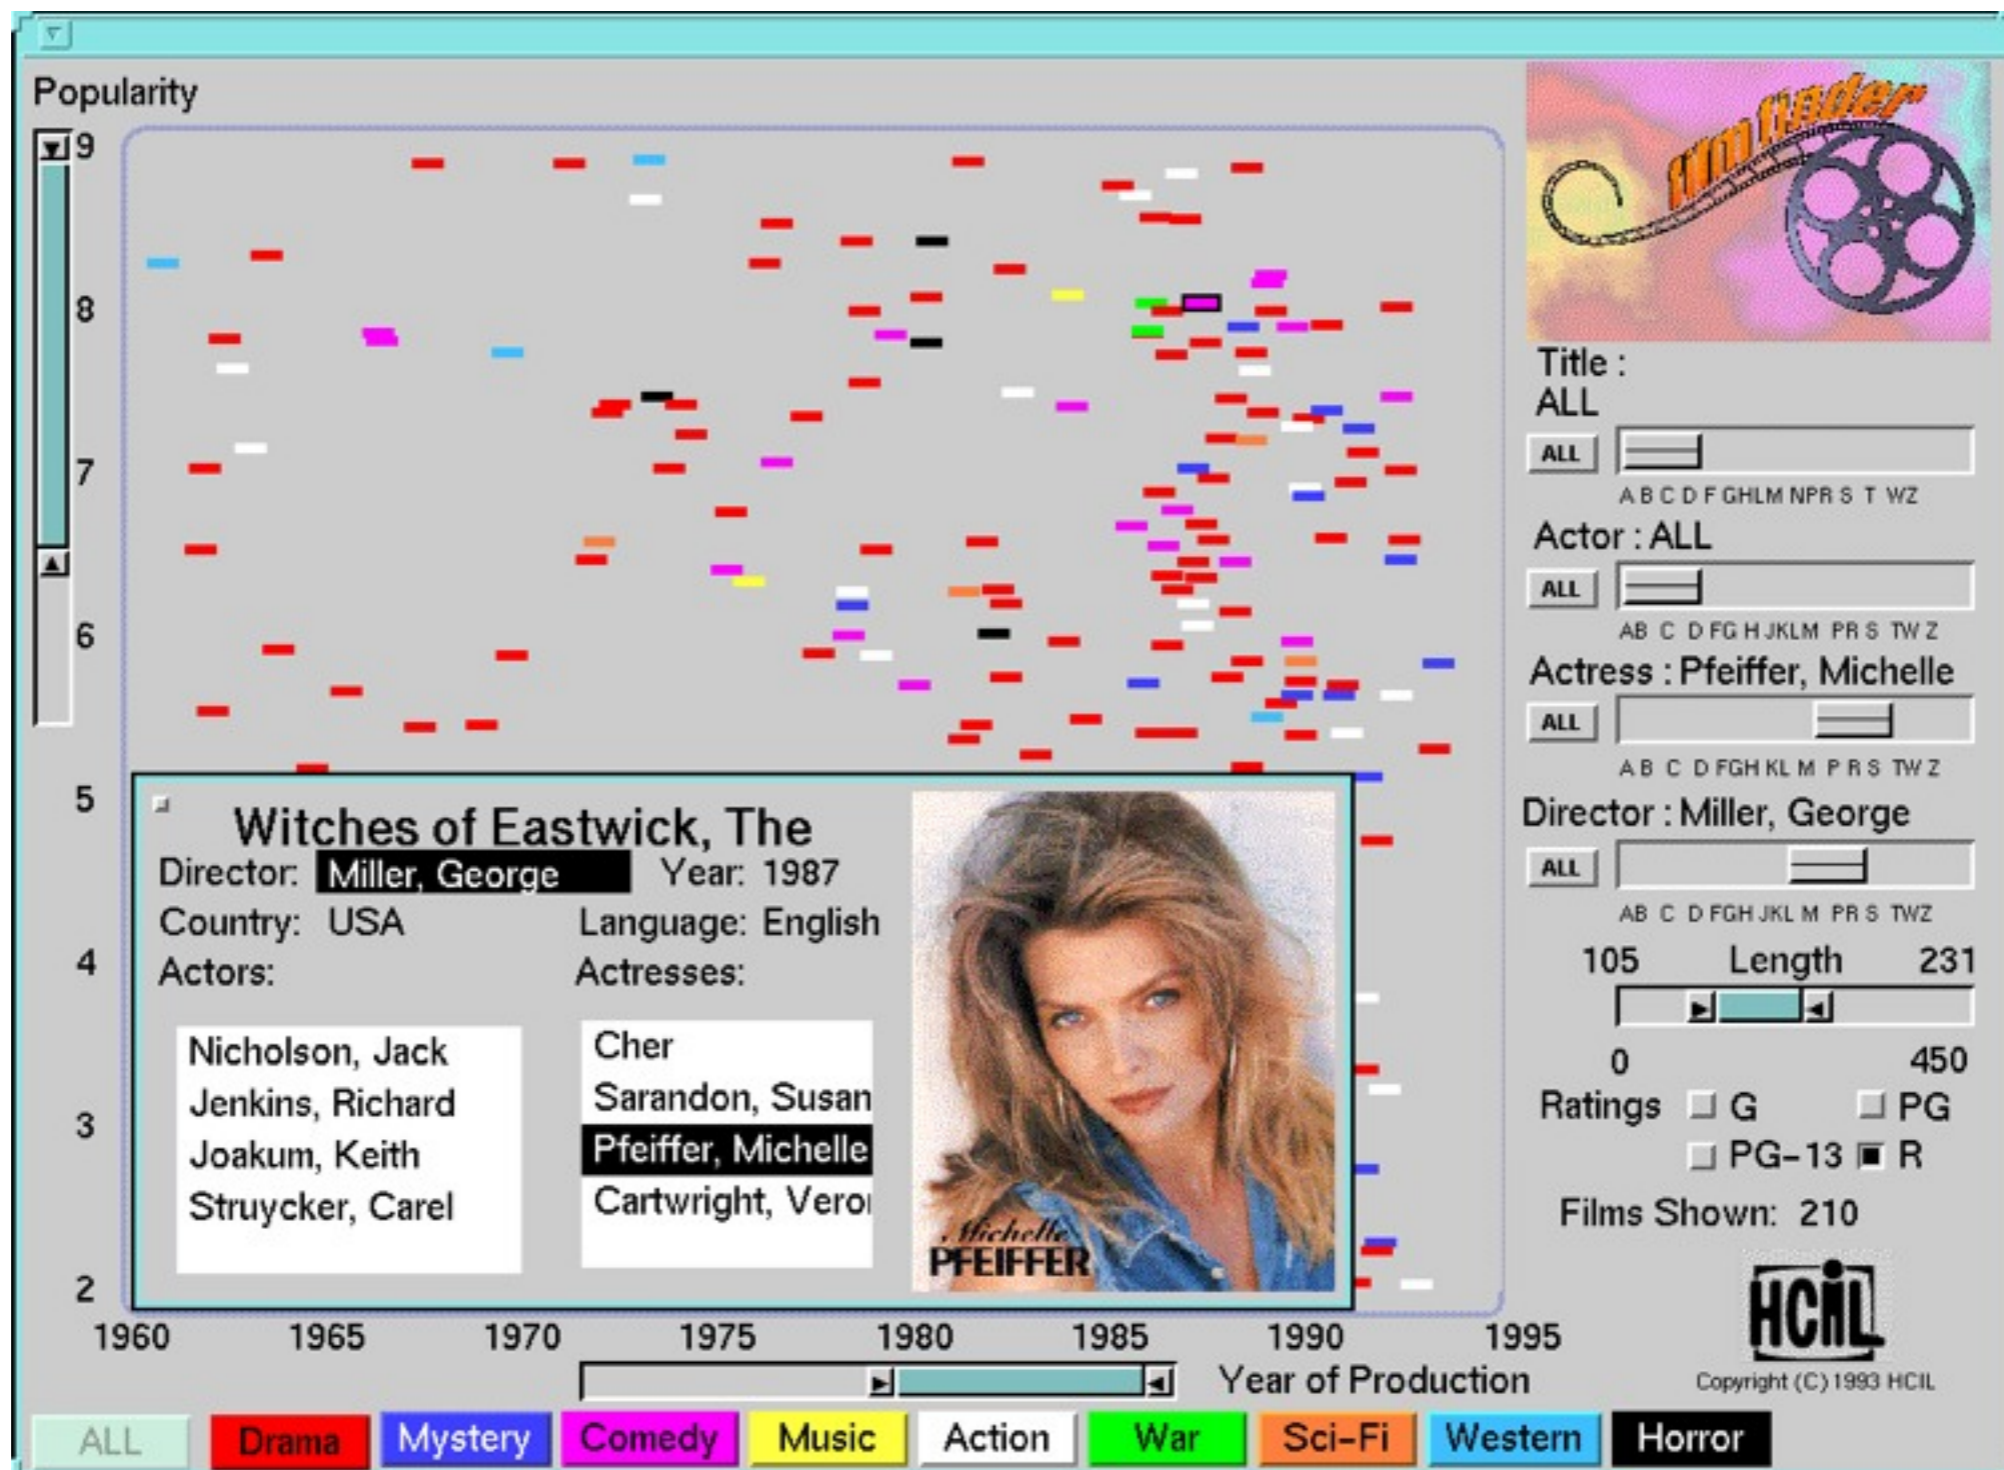 Popularity
film finder
9
8
7
6
5
4
3
2
Title :
ALL
ALL
A B C D F GHLM NPR S T WZ
Actor : ALL
ALL
AB C D FG H JKLM PR S TW Z
Actress : Pfeiffer, Michelle
ALL
A B C D FGH KL M P R S TW Z
Director : Miller, George
ALL
AB C D FGH JKL M PR S TWZ
105 Length 231
0 450
Ratings G PG
PG-13 R
Films Shown: 210
HCIL
Copyright (C) 1993 HCIL
Witches of Eastwick, The
Director: Miller, George Year: 1987
Country: USA Language: English
Actors: Actresses:
Nicholson, Jack
Jenkins, Richard
Joakum, Keith
Struycker, Carel
Cher
Sarandon, Susan
Pfeiffer, Michelle
Cartwright, Vero
Michelle
PFEIFFER
1960 1965 1970 1975 1980 1985 1990 1995
Year of Production
ALL Drama Mystery Comedy Music Action War Sci-Fi Western Horror